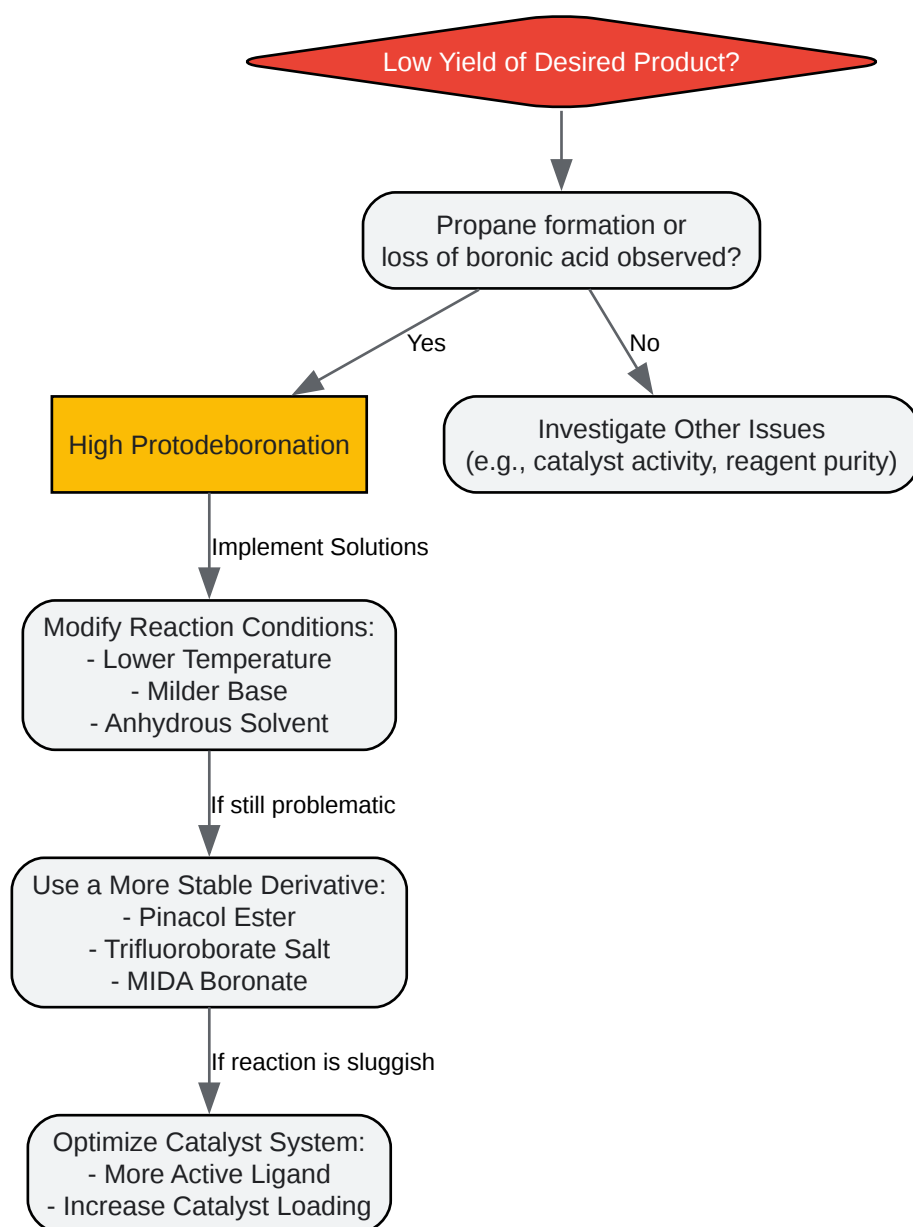 Low Yield of Desired Product?
Propane formation or
loss of boronic acid observed?
Yes
No
High Protodeboronation
Investigate Other Issues
(e.g., catalyst activity, reagent purity)
Implement Solutions
Modify Reaction Conditions:
- Lower Temperature
- Milder Base
- Anhydrous Solvent
If still problematic
Use a More Stable Derivative:
- Pinacol Ester
- Trifluoroborate Salt
- MIDA Boronate
If reaction is sluggish
Optimize Catalyst System:
- More Active Ligand
- Increase Catalyst Loading